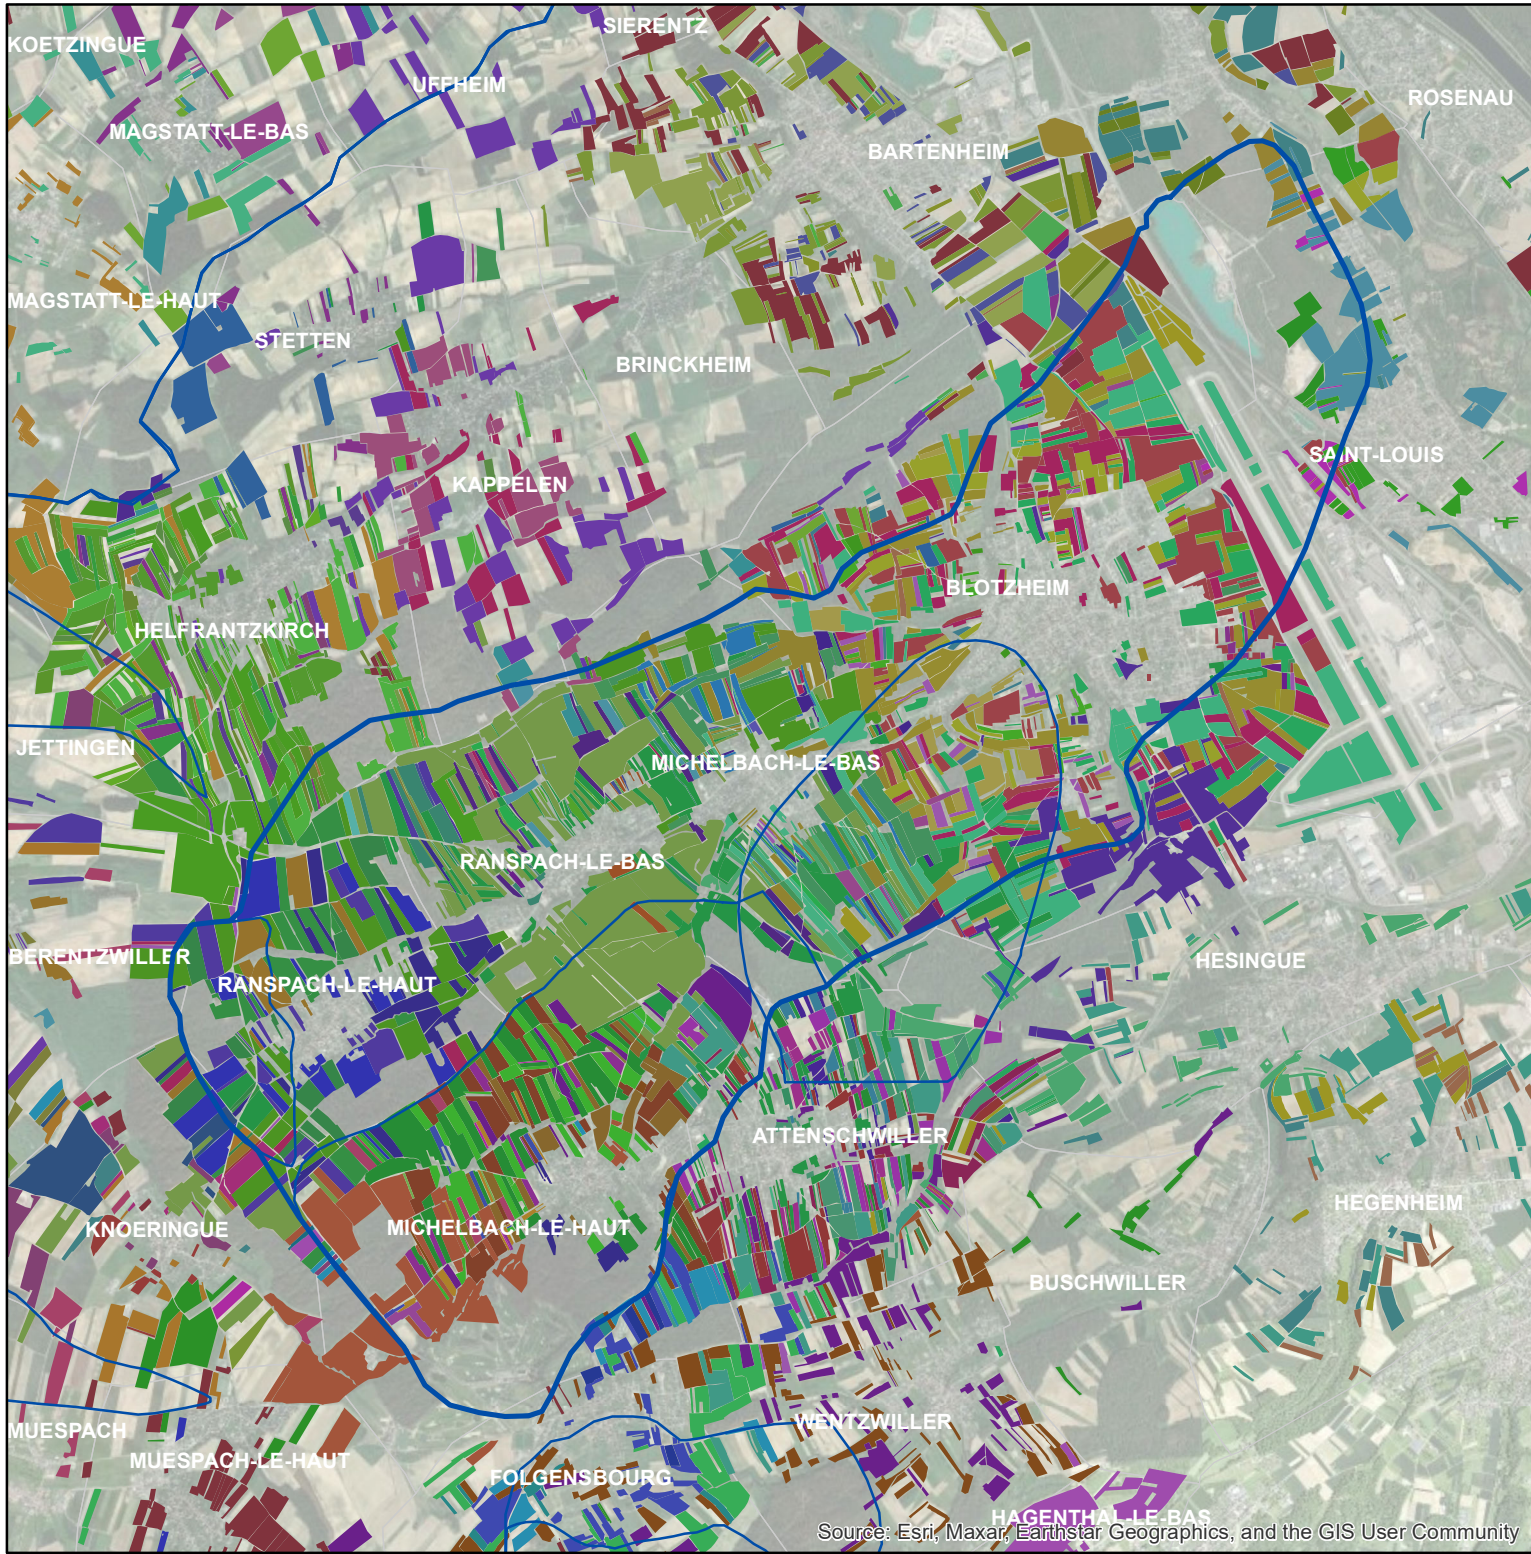 SIERENTZ
KOETZINGUE
UFFHEIM
ROSENAU
MAGSTATT-LE-BAS
BARTENHEIM
MAGSTATT-LE-HAUT
STETTEN
BRINCKHEIM
SAINT-LOUIS
KAPPELEN
BLOTZHEIM
HELFRANTZKIRCH
JETTINGEN
MICHELBACH-LE-BAS
RANSPACH-LE-BAS
BERENTZWILLER
HESINGUE
RANSPACH-LE-HAUT
ATTENSCHWILLER
HEGENHEIM
KNOERINGUE
MICHELBACH-LE-HAUT
BUSCHWILLER
WENTZWILLER
MUESPACH
MUESPACH-LE-HAUT
FOLGENSBOURG
HAGENTHAL-LE-BAS
Source: Esri, Maxar, Earthstar Geographics, and the GIS User Community